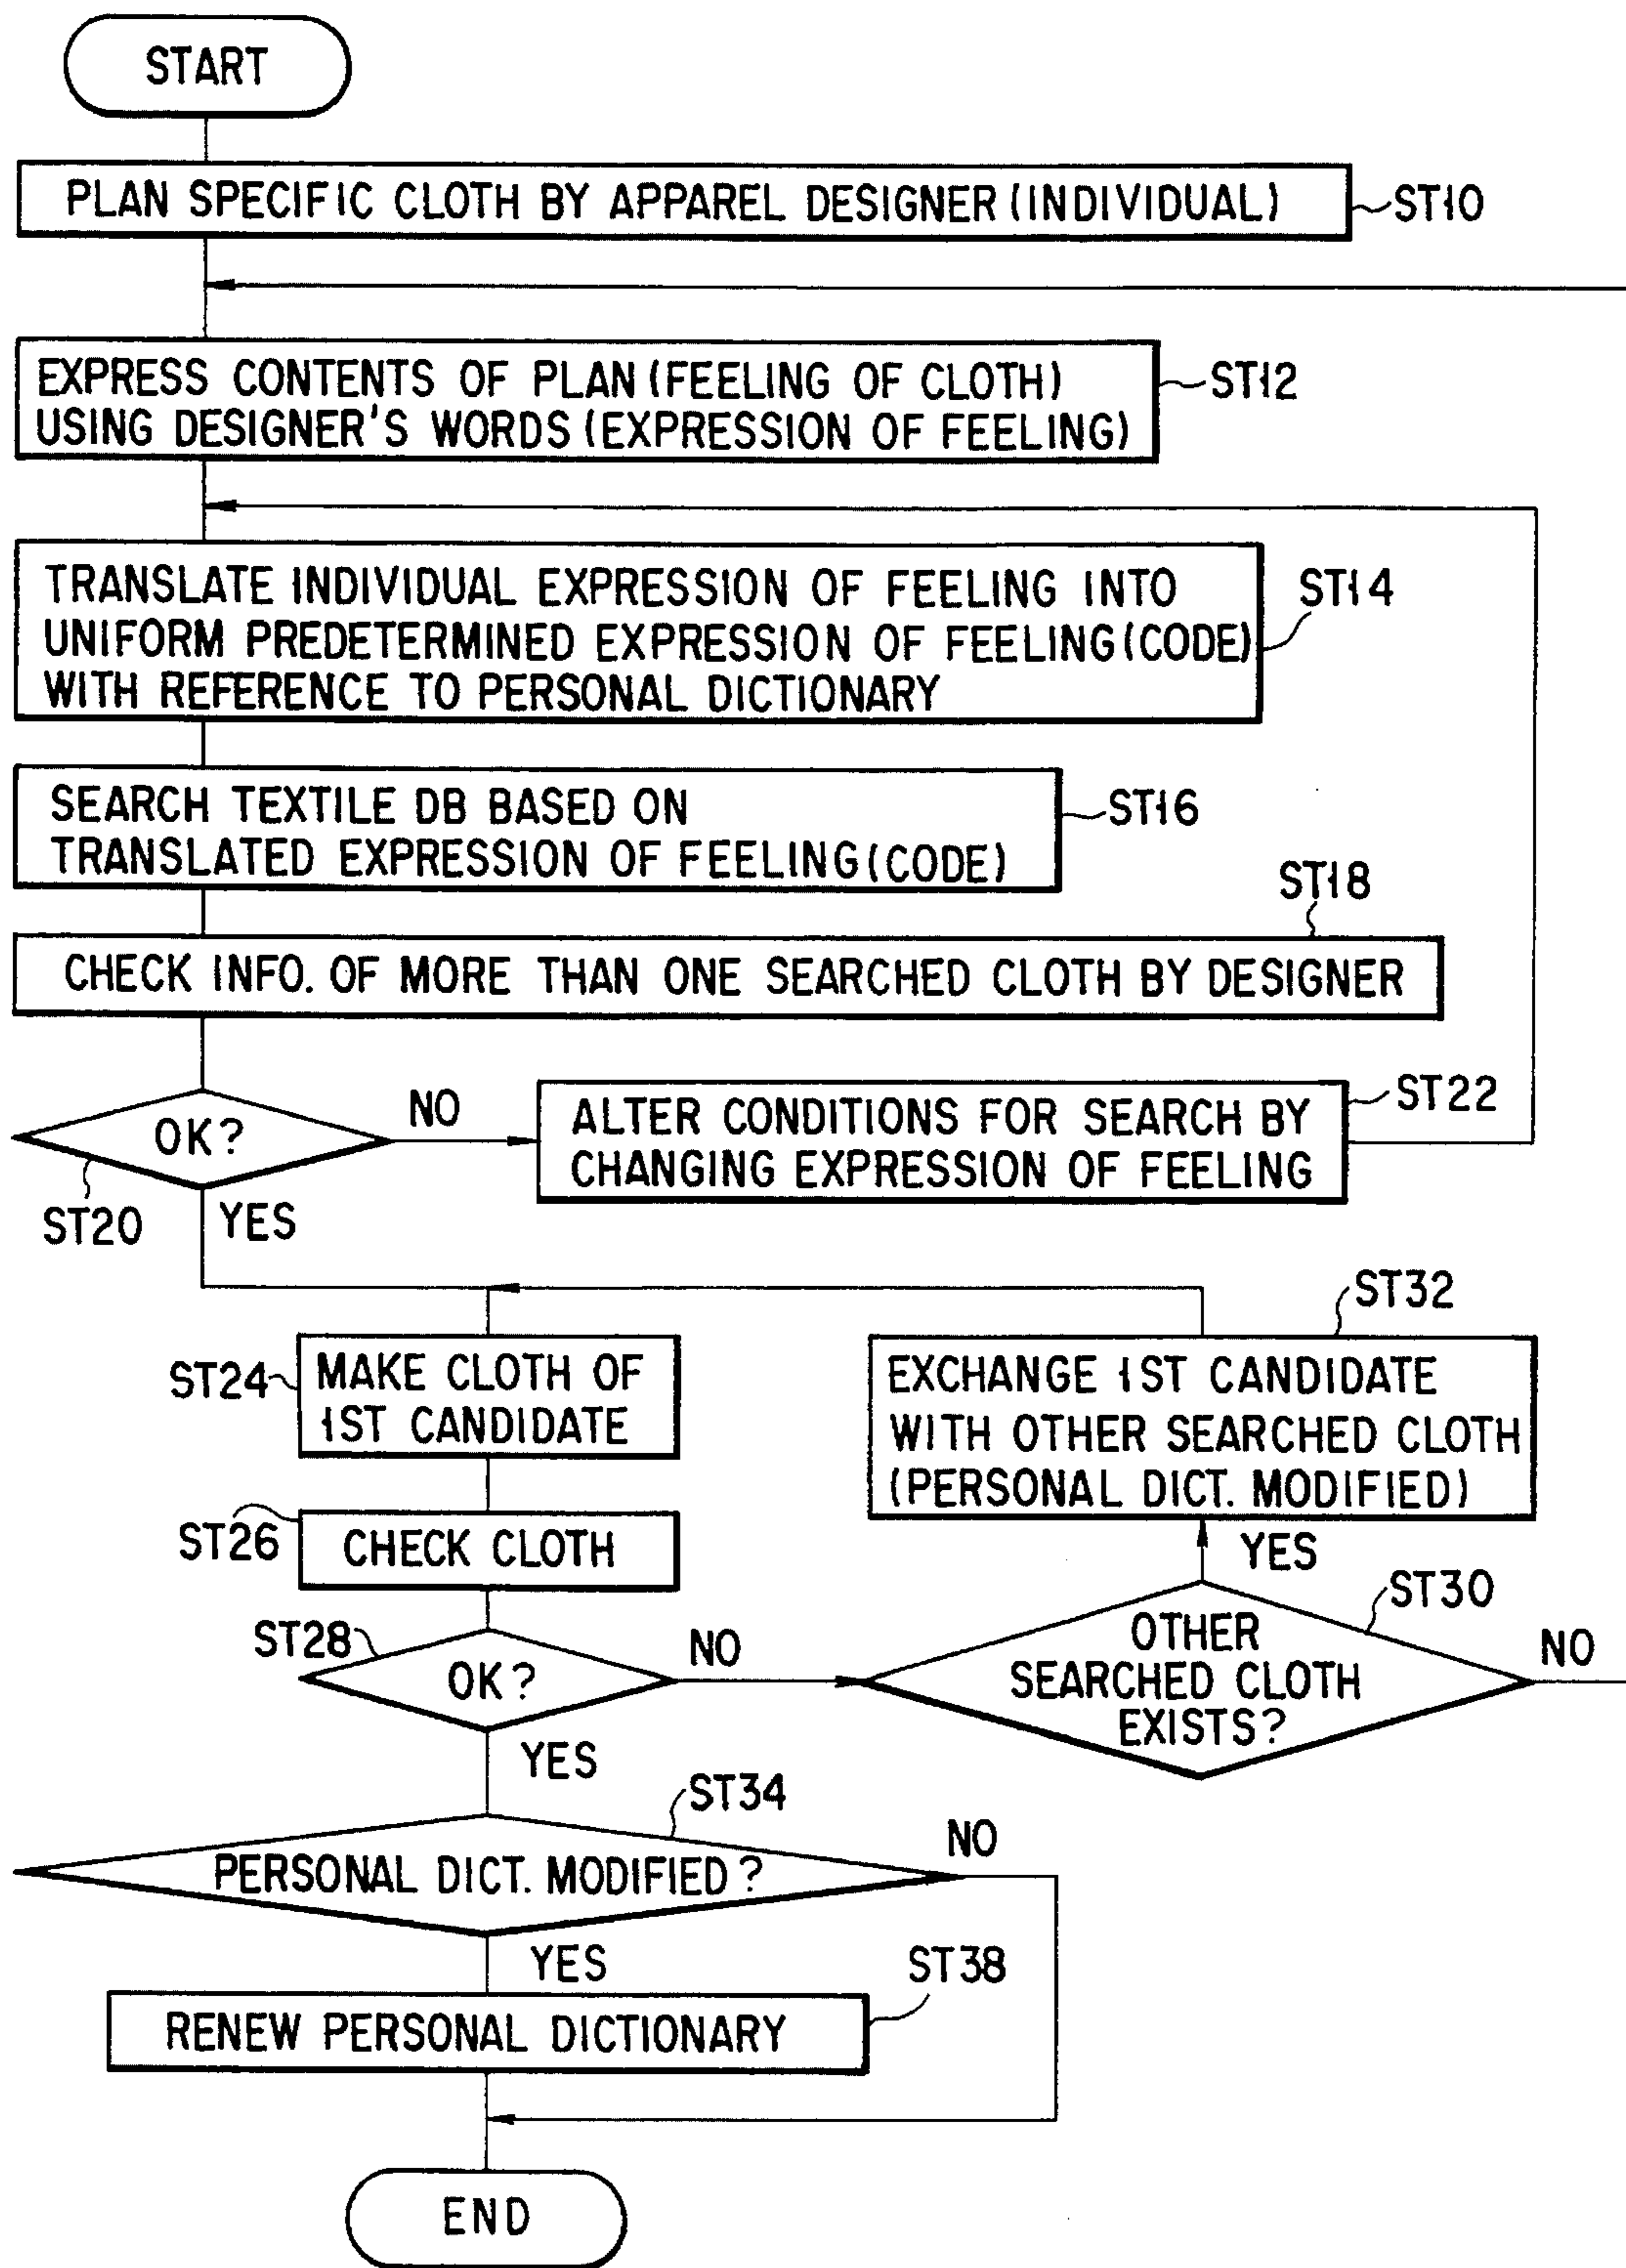 START
PLAN SPECIFIC CLOTH BY APPAREL DESIGNER (INDIVIDUAL)
ST10
EXPRESS CONTENTS OF PLAN (FEELING OF CLOTH)
USING DESIGNER'S WORDS (EXPRESSION OF FEELING)
ST12
TRANSLATE INDIVIDUAL EXPRESSION OF FEELING INTO
UNIFORM PREDETERMINED EXPRESSION OF FEELING (CODE)
WITH REFERENCE TO PERSONAL DICTIONARY
ST14
SEARCH TEXTILE DB BASED ON
TRANSLATED EXPRESSION OF FEELING (CODE)
ST16
ST18
CHECK INFO. OF MORE THAN ONE SEARCHED CLOTH BY DESIGNER
OK?
ST20
NO
YES
ALTER CONDITIONS FOR SEARCH BY
CHANGING EXPRESSION OF FEELING
ST22
ST24
MAKE CLOTH OF
1ST CANDIDATE
ST32
EXCHANGE 1ST CANDIDATE
WITH OTHER SEARCHED CLOTH
(PERSONAL DICT. MODIFIED)
ST26
CHECK CLOTH
YES
ST30
ST28
OK?
NO
OTHER
SEARCHED CLOTH
EXISTS?
NO
YES
ST34
PERSONAL DICT. MODIFIED?
NO
YES
ST38
RENEW PERSONAL DICTIONARY
END